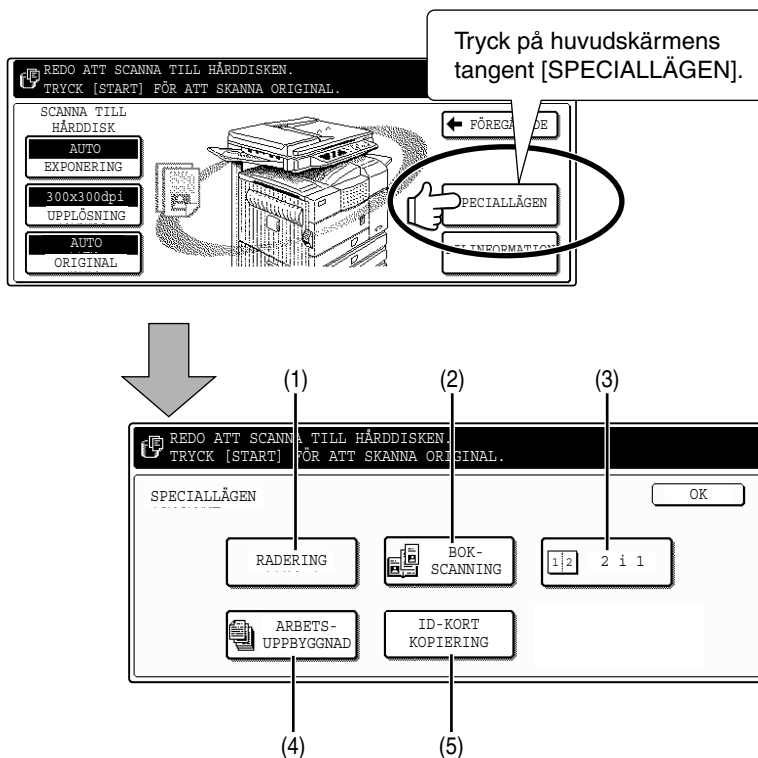 Tryck på huvudskärmens
tangent [SPECIALLÄGEN].
REDO ATT SCANNA TILL HÅRDDISKEN.
TRYCK [START] FÖR ATT SKANNA ORIGINAL.
SCANNA TILL
HÅRDDISK
AUTO
EXPONERING
300x300dpi
UPPLÖSNING
AUTO
ORIGINAL
(1)
(2)
(3)
REDO ATT SCANNA TILL HÅRDDISKEN.
TRYCK [START] FÖR ATT SKANNA ORIGINAL.
SPECIALLÄGEN
OK
RADERING
BOK-
SCANNING
1 2
2 i 1
ARBETS-
UPPBYGGNAD
ID-KORT
KOPIERING
(4)
(5)